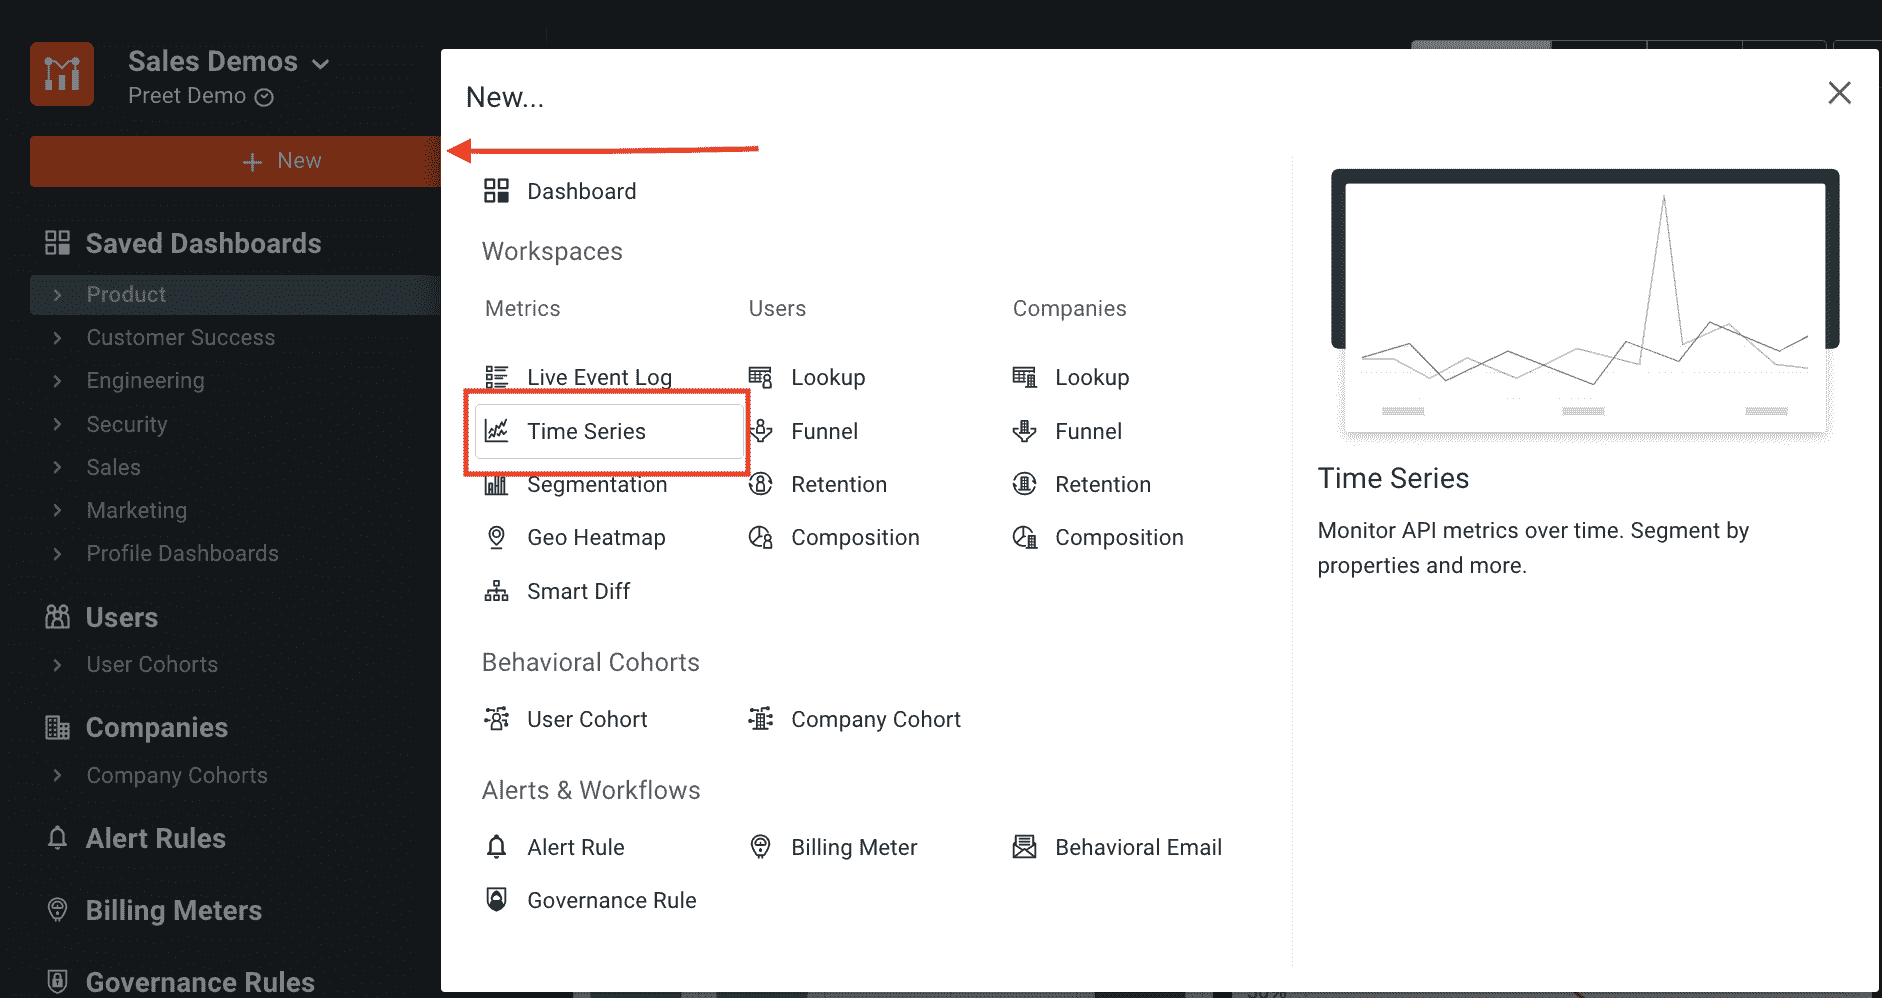 Sales Demos
Preet Demo
+ New
Saved Dashboards
Product
Customer Success
Engineering
Security
Sales
Marketing
Profile Dashboards
Users
User Cohorts
Companies
Company Cohorts
Alert Rules
Billing Meters
Governance Rules
New...
Dashboard
Workspaces
Metrics
Users
Companies
Live Event Log
Lookup
Lookup
Time Series
Funnel
Funnel
Segmentation
Retention
Retention
Geo Heatmap
Composition
Composition
Smart Diff
Behavioral Cohorts
User Cohort
Company Cohort
Alerts & Workflows
Alert Rule
Billing Meter
Behavioral Email
Governance Rule
Time Series
Monitor API metrics over time. Segment by
properties and more.